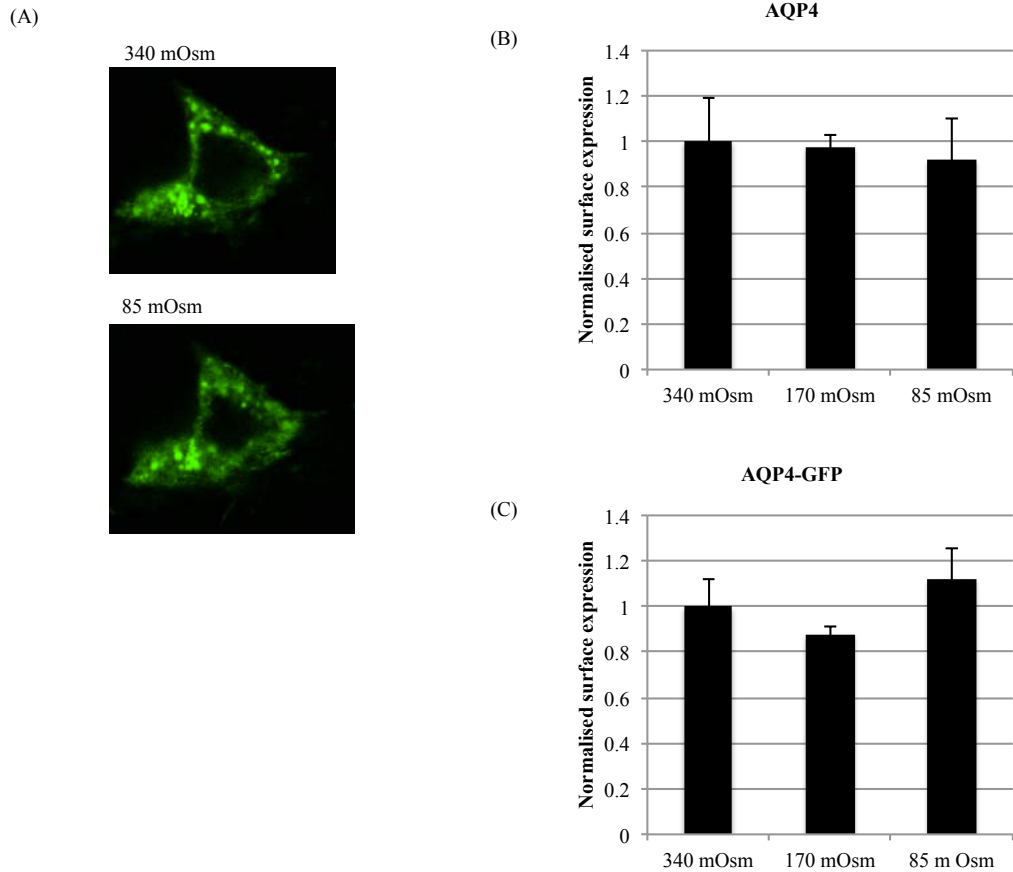 (A)
340 mOsm
85 mOsm
(B)
AQP4
Normalised surface expression
1.4
1.2
1
0.8
0.6
0.4
0.2
0
340 mOsm 170 mOsm 85 mOsm
(C)
AQP4-GFP
Normalised surface expression
1.4
1.2
1
0.8
0.6
0.4
0.2
0
340 mOsm 170 mOsm 85 m Osm